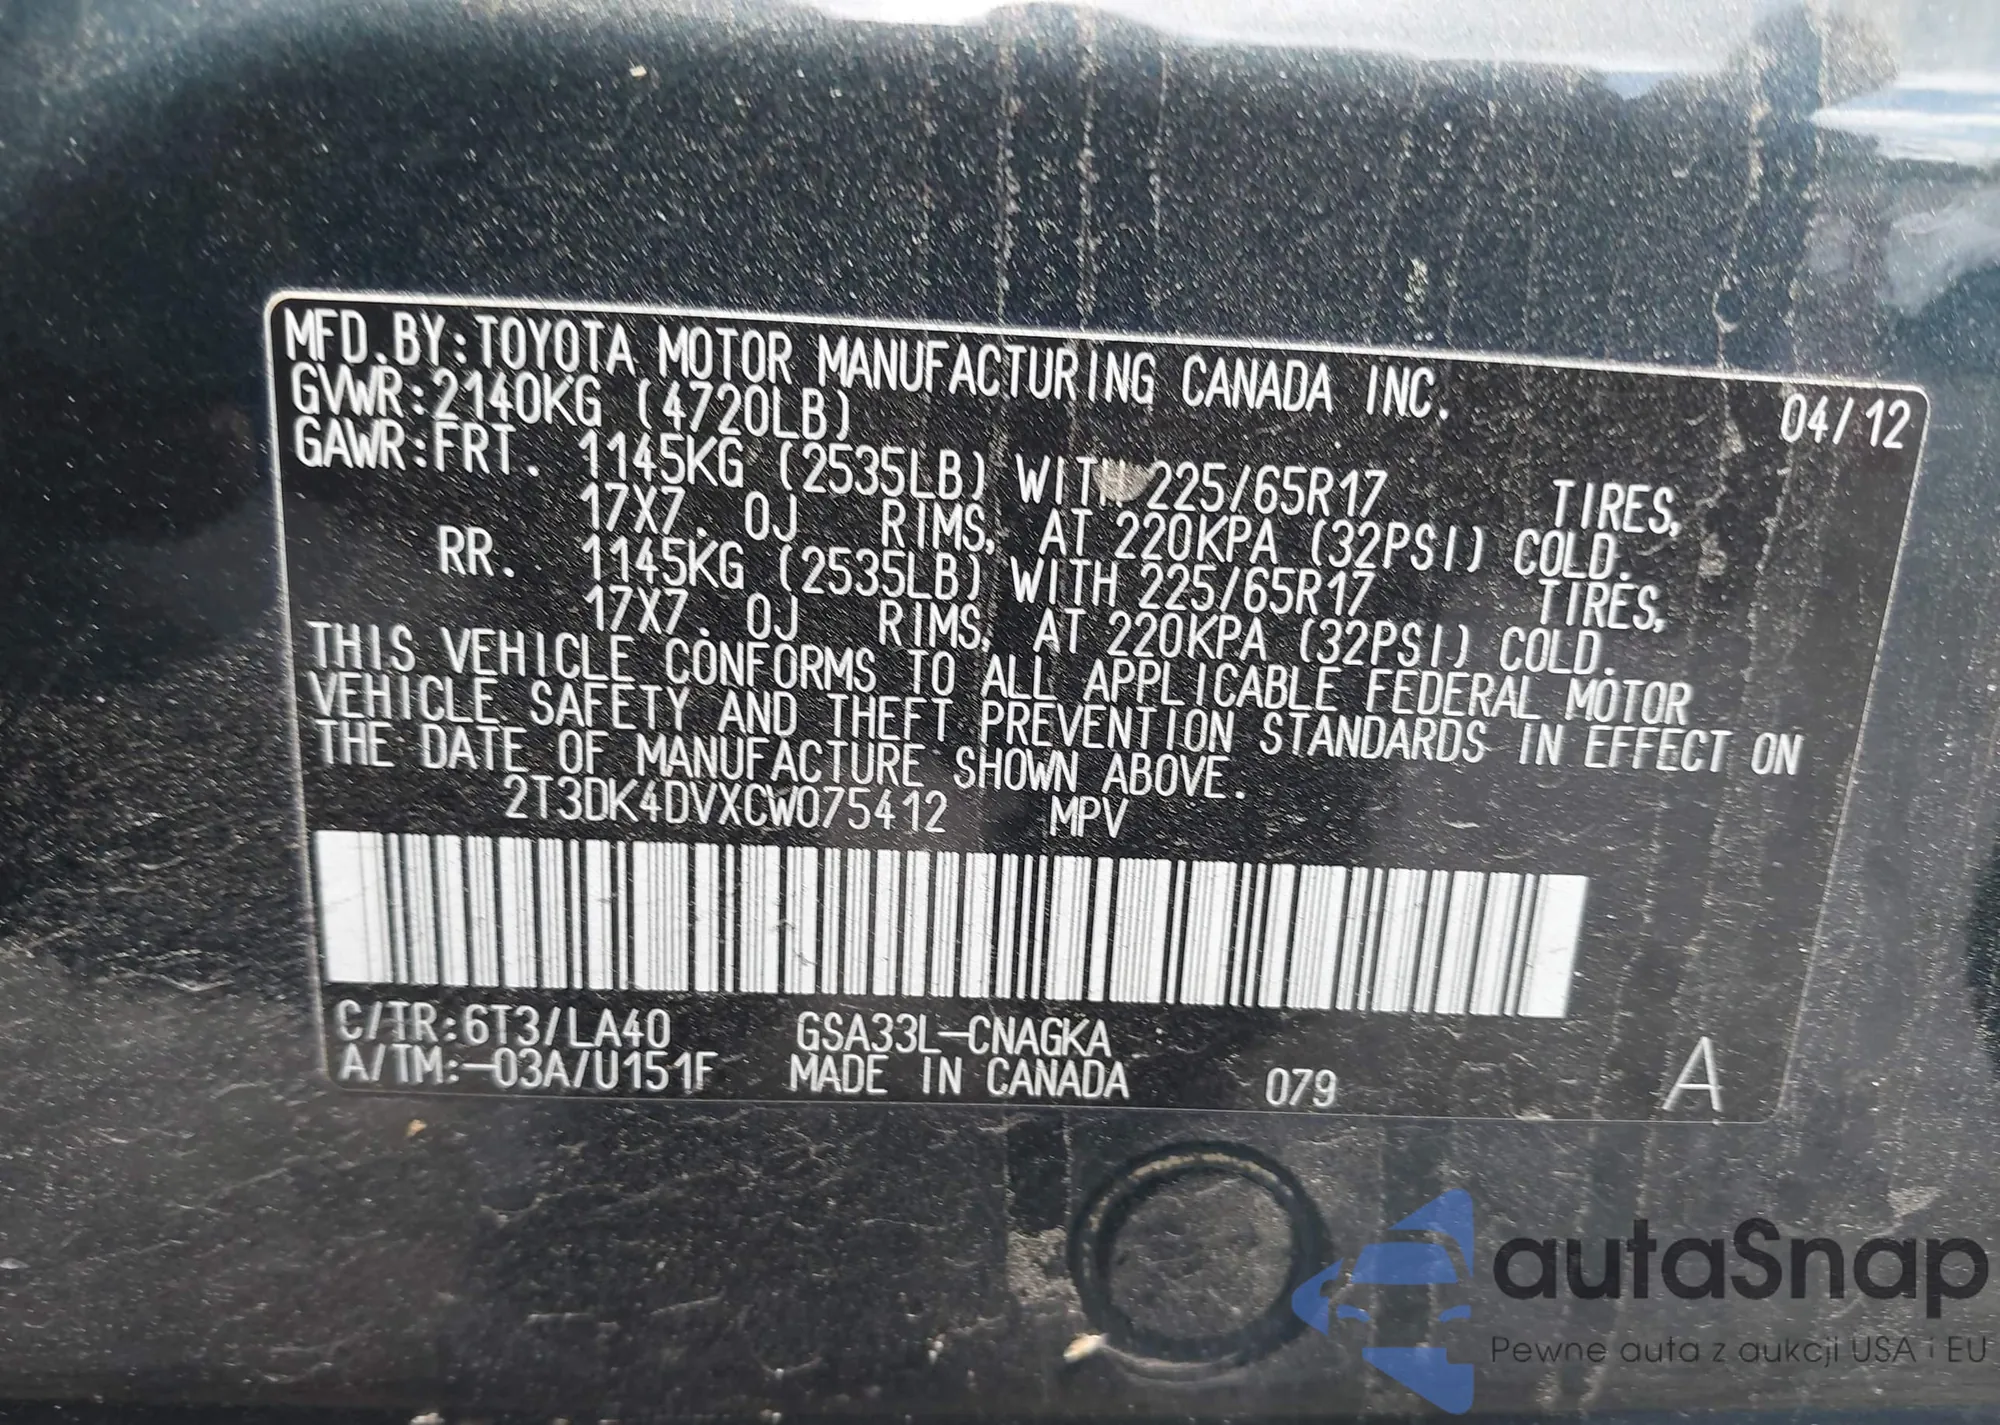 MFD.BY:TOYOTA MOTOR MANUFACTURING CANADA INC. 04/12
GVWR:2140KG (4720LB)
GAWR:FRT. 1145KG (2535LB) WITH 225/65R17 TIRES,
17X7.0J RIMS, AT 220KPA (32PSI) COLD.
RR. 1145KG (2535LB) WITH 225/65R17 TIRES,
17X7.0J RIMS, AT 220KPA (32PSI) COLD.
THIS VEHICLE CONFORMS TO ALL APPLICABLE FEDERAL MOTOR
VEHICLE SAFETY AND THEFT PREVENTION STANDARDS IN EFFECT ON
THE DATE OF MANUFACTURE SHOWN ABOVE.
2T3DK4DVXCW075412 MPV
C/TR:6T3/LA40 GSA33L-CNAGKA
A/TM:-03A/U151F MADE IN CANADA 079 A
autaSnap
Pewne auta z aukcji USA i EU